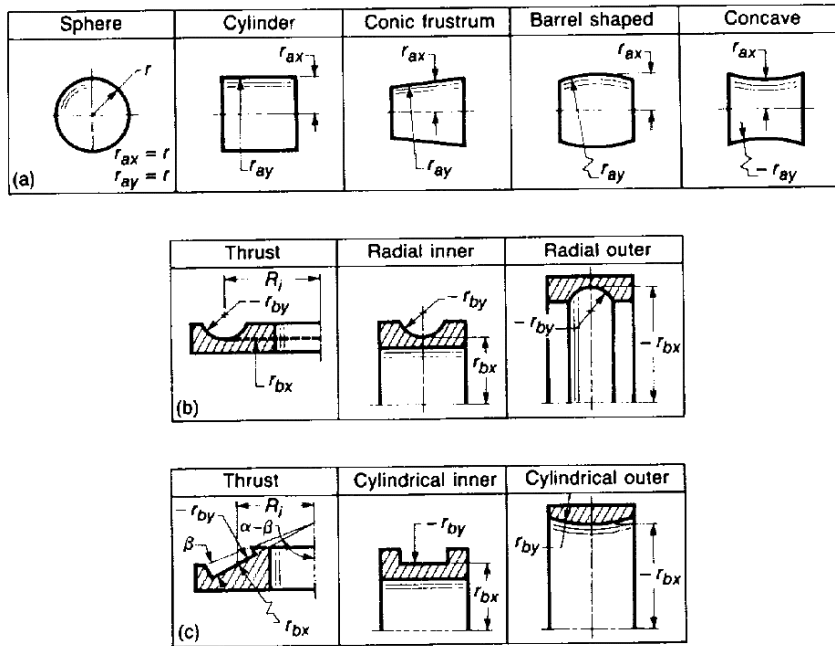 Sphere Cylinder Conic frustrum Barrel shaped Concave
r
r_ax = r
r_ay = r
r_ax
r_ay
r_ax
r_ay
r_ax
r_ay
r_ax
– r_ay
(a)
Thrust Radial inner Radial outer
R_i
– r_by
r_bx
– r_by
r_bx
– r_by
– r_bx
(b)
Thrust Cylindrical inner Cylindrical outer
R_i
– r_by
α–β
β
r_bx
– r_by
r_bx
r_by
– r_bx
(c)